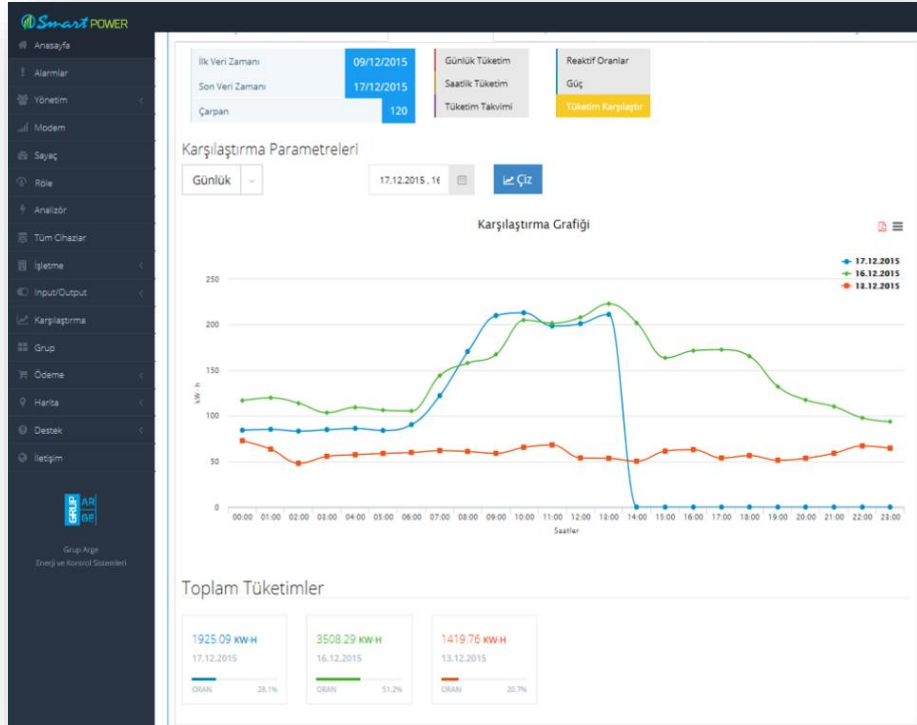 Smart POWER
Anasayfa
Alarmlar
Yönetim
Modem
Sayaç
Röle
Analizör
Tüm Cihazlar
İşletme
Input/Output
Karşılaştırma
Grup
Ödeme
Harita
Destek
İletişim
GRUP ARGE
Grup Arge
Enerji ve Kontrol Sistemleri
İlk Veri Zamanı 09/12/2015
Son Veri Zamanı 17/12/2015
Çarpan 120
Günlük Tüketim
Saatlik Tüketim
Tüketim Takvimi
Reaktif Oranlar
Güç
Tüketim Karşılaştır
Karşılaştırma Parametreleri
Günlük 17.12.2015 , 16 Çiz
Karşılaştırma Grafiği
17.12.2015
16.12.2015
13.12.2015
250
200
150
100
50
0
kW-h
00:00 01:00 02:00 03:00 04:00 05:00 06:00 07:00 08:00 09:00 10:00 11:00 12:00 13:00 14:00 15:00 16:00 17:00 18:00 19:00 20:00 21:00 22:00 23:00
Saatler
Toplam Tüketimler
1925.09 KW-H
17.12.2015
ORAN 28.1%
3508.29 KW-H
16.12.2015
ORAN 51.2%
1419.76 KW-H
13.12.2015
ORAN 20.7%